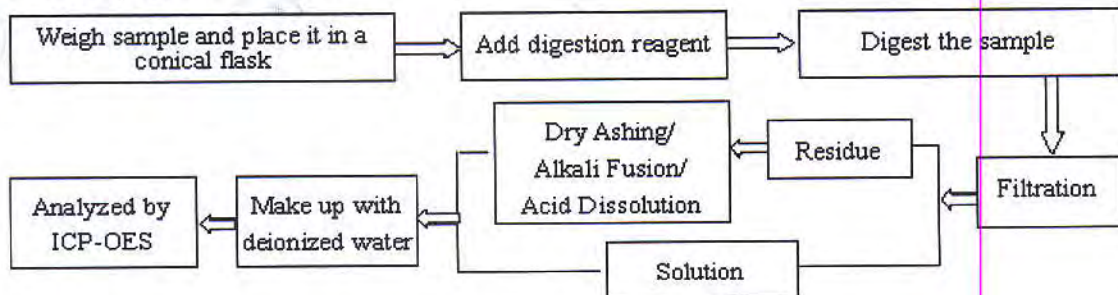 Weigh sample and place it in a
conical flask
Add digestion reagent
Digest the sample
Filtration
Residue
Dry Ashing/
Alkali Fusion/
Acid Dissolution
Solution
Make up with
deionized water
Analyzed by
ICP-OES